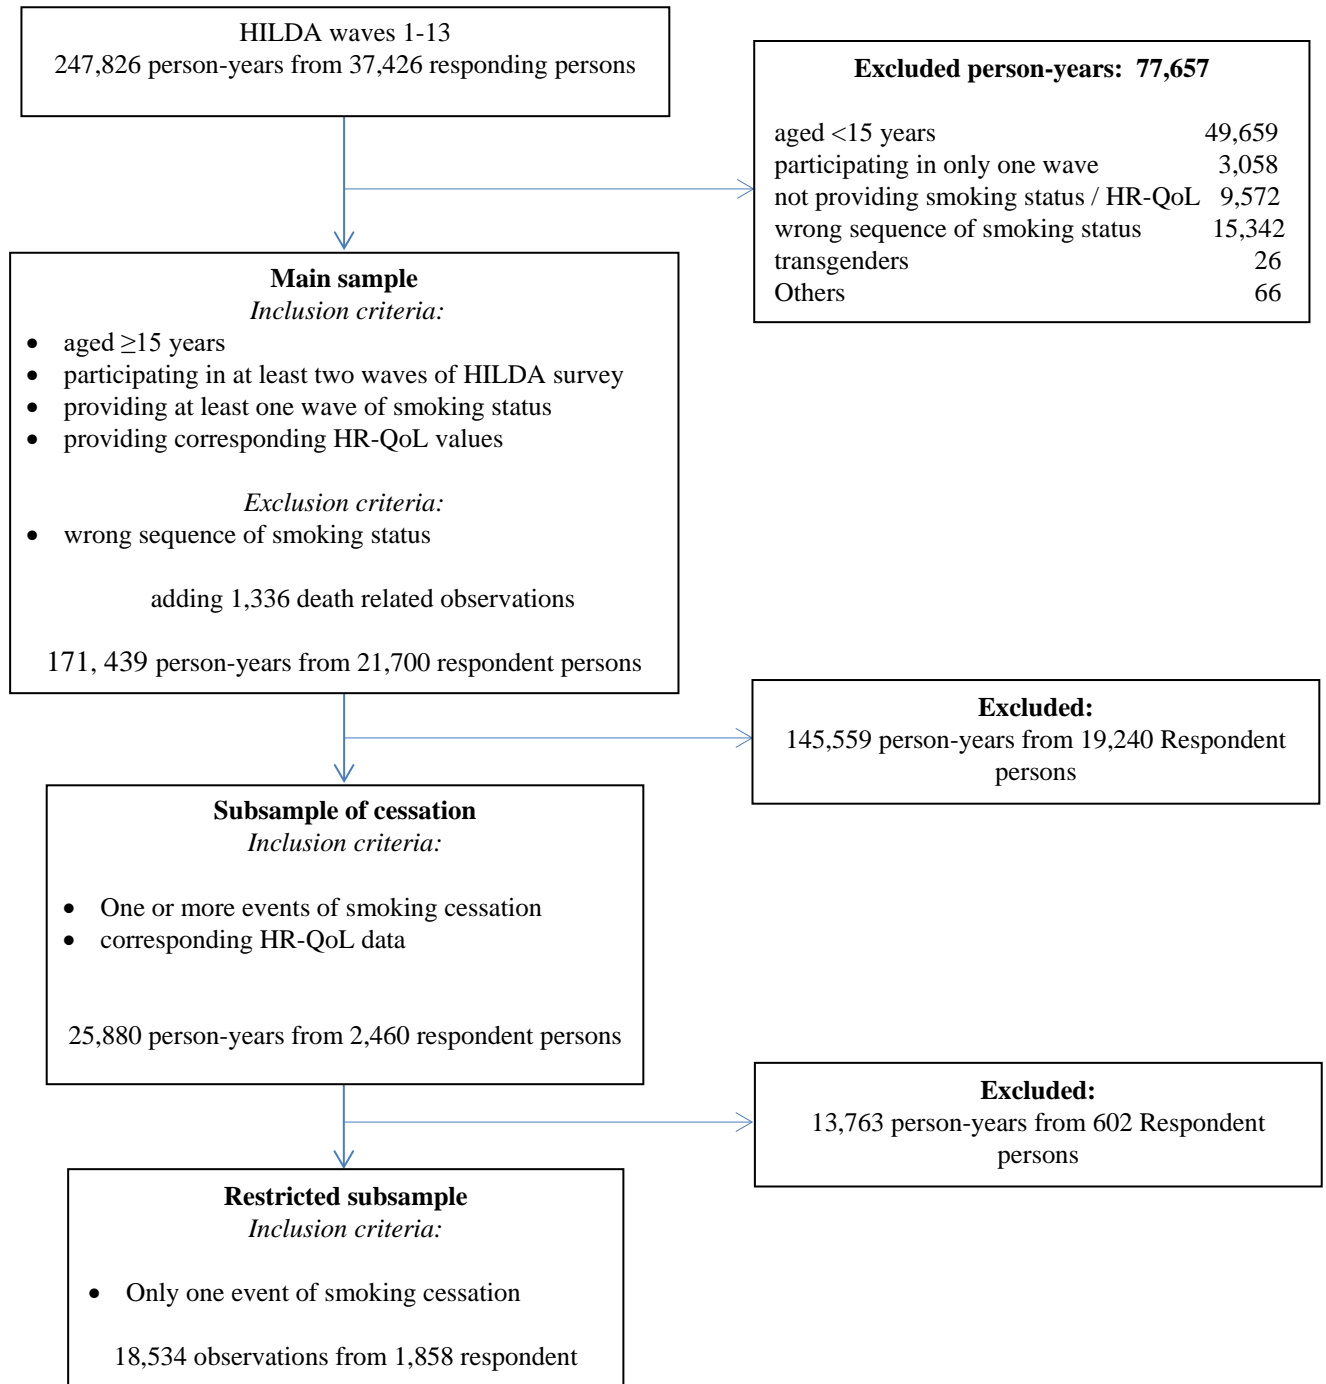 HILDA waves 1-13
247,826 person-years from 37,426 responding persons
Excluded person-years: 77,657
aged <15 years 49,659
participating in only one wave 3,058
not providing smoking status / HR-QoL 9,572
wrong sequence of smoking status 15,342
transgenders 26
Others 66
Main sample
Inclusion criteria:
• aged ≥15 years
• participating in at least two waves of HILDA survey
• providing at least one wave of smoking status
• providing corresponding HR-QoL values
Exclusion criteria:
• wrong sequence of smoking status
adding 1,336 death related observations
171, 439 person-years from 21,700 respondent persons
Excluded:
145,559 person-years from 19,240 Respondent
persons
Subsample of cessation
Inclusion criteria:
• One or more events of smoking cessation
• corresponding HR-QoL data
25,880 person-years from 2,460 respondent persons
Excluded:
13,763 person-years from 602 Respondent
persons
Restricted subsample
Inclusion criteria:
• Only one event of smoking cessation
18,534 observations from 1,858 respondent